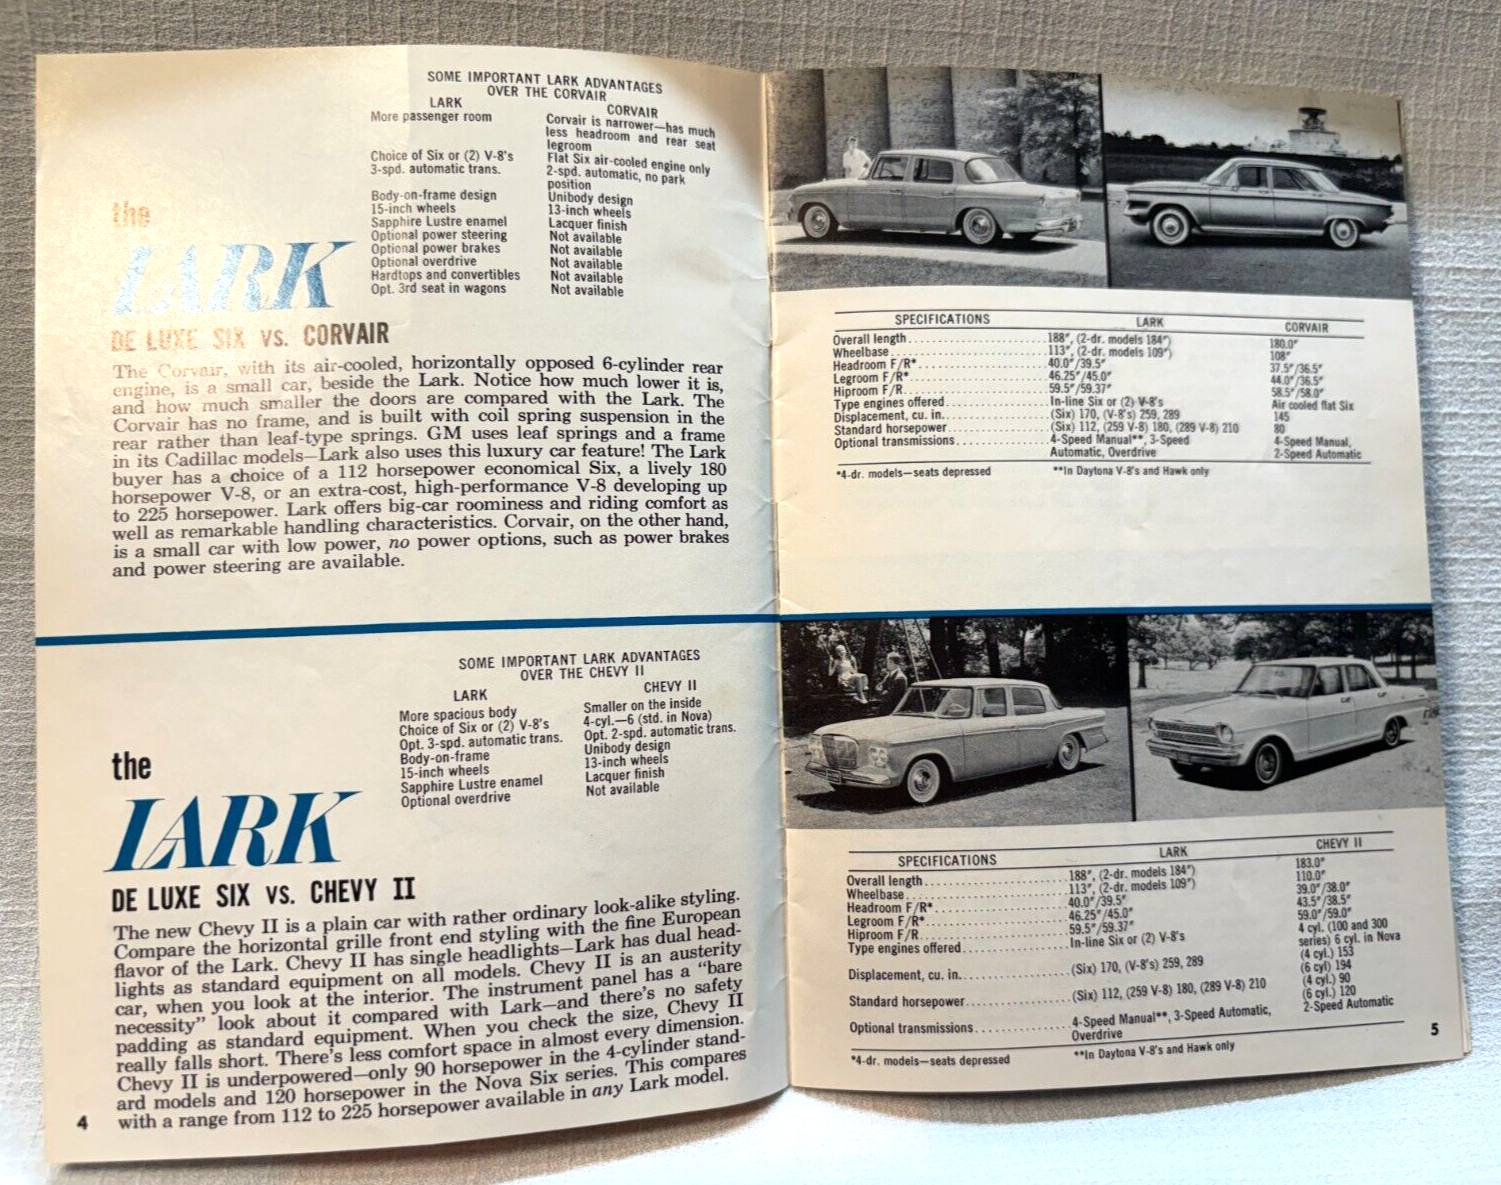 SOME IMPORTANT LARK ADVANTAGES
OVER THE CORVAIR
LARK CORVAIR
More passenger room Corvair is narrower—has much
less headroom and rear seat
legroom
Choice of Six or (2) V-8's Flat Six air-cooled engine only
3-spd. automatic trans. 2-spd. automatic, no park
position
Body-on-frame design Unibody design
15-inch wheels 13-inch wheels
Sapphire Lustre enamel Lacquer finish
Optional power steering Not available
Optional power brakes Not available
Optional overdrive Not available
Hardtops and convertibles Not available
Opt. 3rd seat in wagons Not available
the
LARK
DE LUXE SIX VS. CORVAIR
The Corvair, with its air-cooled, horizontally opposed 6-cylinder rear
engine, is a small car, beside the Lark. Notice how much lower it is,
and how much smaller the doors are compared with the Lark. The
Corvair has no frame, and is built with coil spring suspension in the
rear rather than leaf-type springs. GM uses leaf springs and a frame
in its Cadillac models—Lark also uses this luxury car feature! The Lark
buyer has a choice of a 112 horsepower economical Six, a lively 180
horsepower V-8, or an extra-cost, high-performance V-8 developing up
to 225 horsepower. Lark offers big-car roominess and riding comfort as
well as remarkable handling characteristics. Corvair, on the other hand,
is a small car with low power, no power options, such as power brakes
and power steering are available.
SOME IMPORTANT LARK ADVANTAGES
OVER THE CHEVY II
LARK CHEVY II
More spacious body Smaller on the inside
Choice of Six or (2) V-8's 4-cyl.—6 (std. in Nova)
Opt. 3-spd. automatic trans. Opt. 2-spd. automatic trans.
Body-on-frame Unibody design
15-inch wheels 13-inch wheels
Sapphire Lustre enamel Lacquer finish
Optional overdrive Not available
the
LARK
DE LUXE SIX VS. CHEVY II
The new Chevy II is a plain car with rather ordinary look-alike styling.
Compare the horizontal grille front end styling with the fine European
flavor of the Lark. Chevy II has single headlights—Lark has dual head-
lights as standard equipment on all models. Chevy II is an austerity
car, when you look at the interior. The instrument panel has a "bare
necessity" look about it compared with Lark—and there's no safety
padding as standard equipment. When you check the size, Chevy II
really falls short. There's less comfort space in almost every dimension.
Chevy II is underpowered—only 90 horsepower in the 4-cylinder stand-
ard models and 120 horsepower in the Nova Six series. This compares
with a range from 112 to 225 horsepower available in any Lark model.
4
SPECIFICATIONS LARK CORVAIR
Overall length 188", (2-dr. models 184") 180.0"
Wheelbase 113", (2-dr. models 109") 108"
Headroom F/R* 40.0"/39.5" 37.5"/36.5"
Legroom F/R* 46.25"/45.0" 44.0"/36.5"
Hiproom F/R 59.5"/59.37" 58.5"/58.0"
Type engines offered In-line Six or (2) V-8's Air cooled flat Six
Displacement, cu. in. (Six) 170, (V-8's) 259, 289 145
Standard horsepower (Six) 112, (259 V-8) 180, (289 V-8) 210 80
Optional transmissions 4-Speed Manual**, 3-Speed 4-Speed Manual,
Automatic, Overdrive 2-Speed Automatic
*4-dr. models—seats depressed **In Daytona V-8's and Hawk only
SPECIFICATIONS LARK CHEVY II
Overall length 188", (2-dr. models 184") 183.0"
Wheelbase 113", (2-dr. models 109") 110.0"
Headroom F/R* 40.0"/39.5" 39.0"/38.0"
Legroom F/R* 46.25"/45.0" 43.5"/38.5"
Hiproom F/R 59.5"/59.37" 59.0"/59.0"
Type engines offered In-line Six or (2) V-8's 4 cyl. (100 and 300
series) 6 cyl. in Nova
Displacement, cu. in. (Six) 170, (V-8's) 259, 289 (4 cyl.) 153
(6 cyl) 194
Standard horsepower (Six) 112, (259 V-8) 180, (289 V-8) 210 (4 cyl.) 90
(6 cyl.) 120
Optional transmissions 4-Speed Manual**, 3-Speed Automatic, 2-Speed Automatic
Overdrive
*4-dr. models—seats depressed **In Daytona V-8's and Hawk only
5